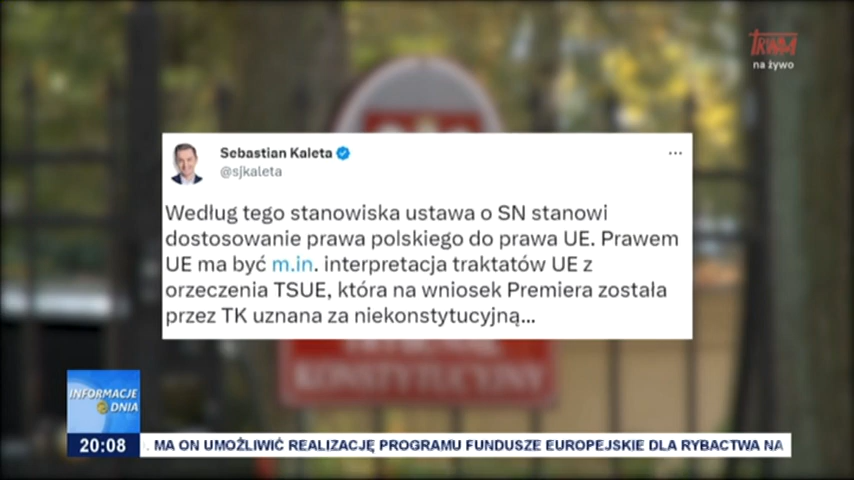 TRWAM
na żywo
Sebastian Kaleta
@sjkaleta
Według tego stanowiska ustawa o SN stanowi
dostosowanie prawa polskiego do prawa UE. Prawem
UE ma być m.in. interpretacja traktatów UE z
orzeczenia TSUE, która na wniosek Premiera została
przez TK uznana za niekonstytucyjną...
KONSTYTUCYJNY
INFORMACJE
DNIA
20:08
. MA ON UMOŻLIWIĆ REALIZACJĘ PROGRAMU FUNDUSZE EUROPEJSKIE DLA RYBACTWA NA